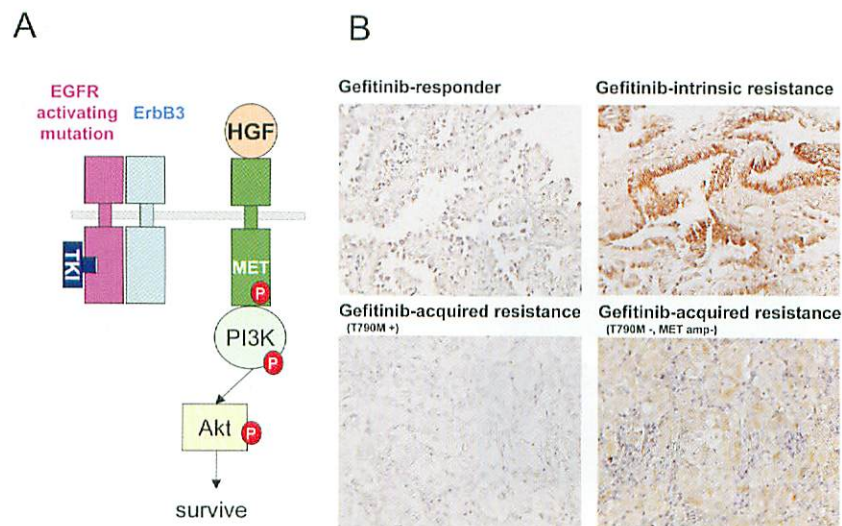 A
B
EGFR
activating
mutation
ErbB3
HGF
TKI
MET
P
PI3K
P
Akt
P
survive
Gefitinib-responder
Gefitinib-intrinsic resistance
Gefitinib-acquired resistance
(T790M +)
Gefitinib-acquired resistance
(T790M -, MET amp-)